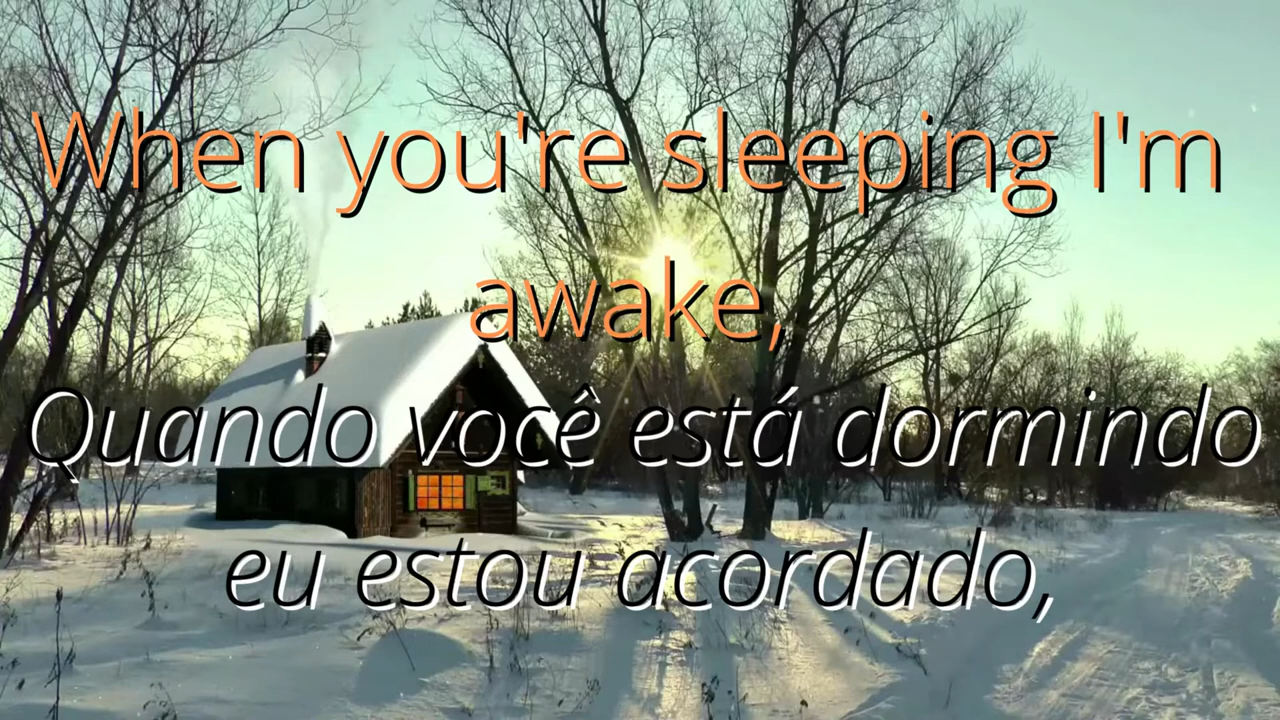 When you're sleeping I'm
awake,
Quando você está dormindo
eu estou acordado,